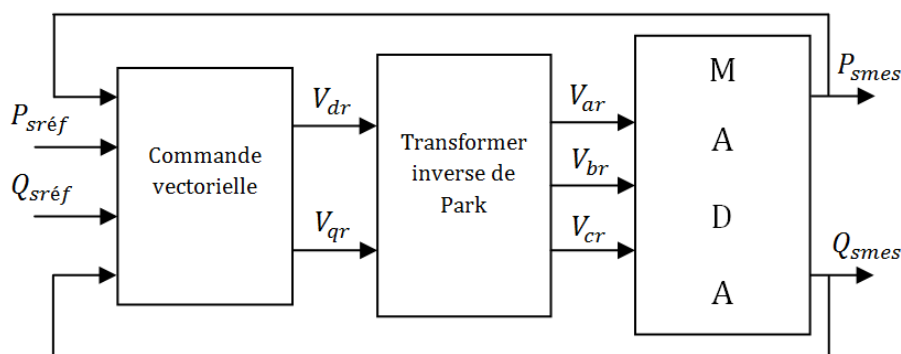 P_sréf
Q_sréf
Commande
vectorielle
V_dr
V_qr
Transformer
inverse de
Park
V_ar
V_br
V_cr
M
A
D
A
P_smes
Q_smes